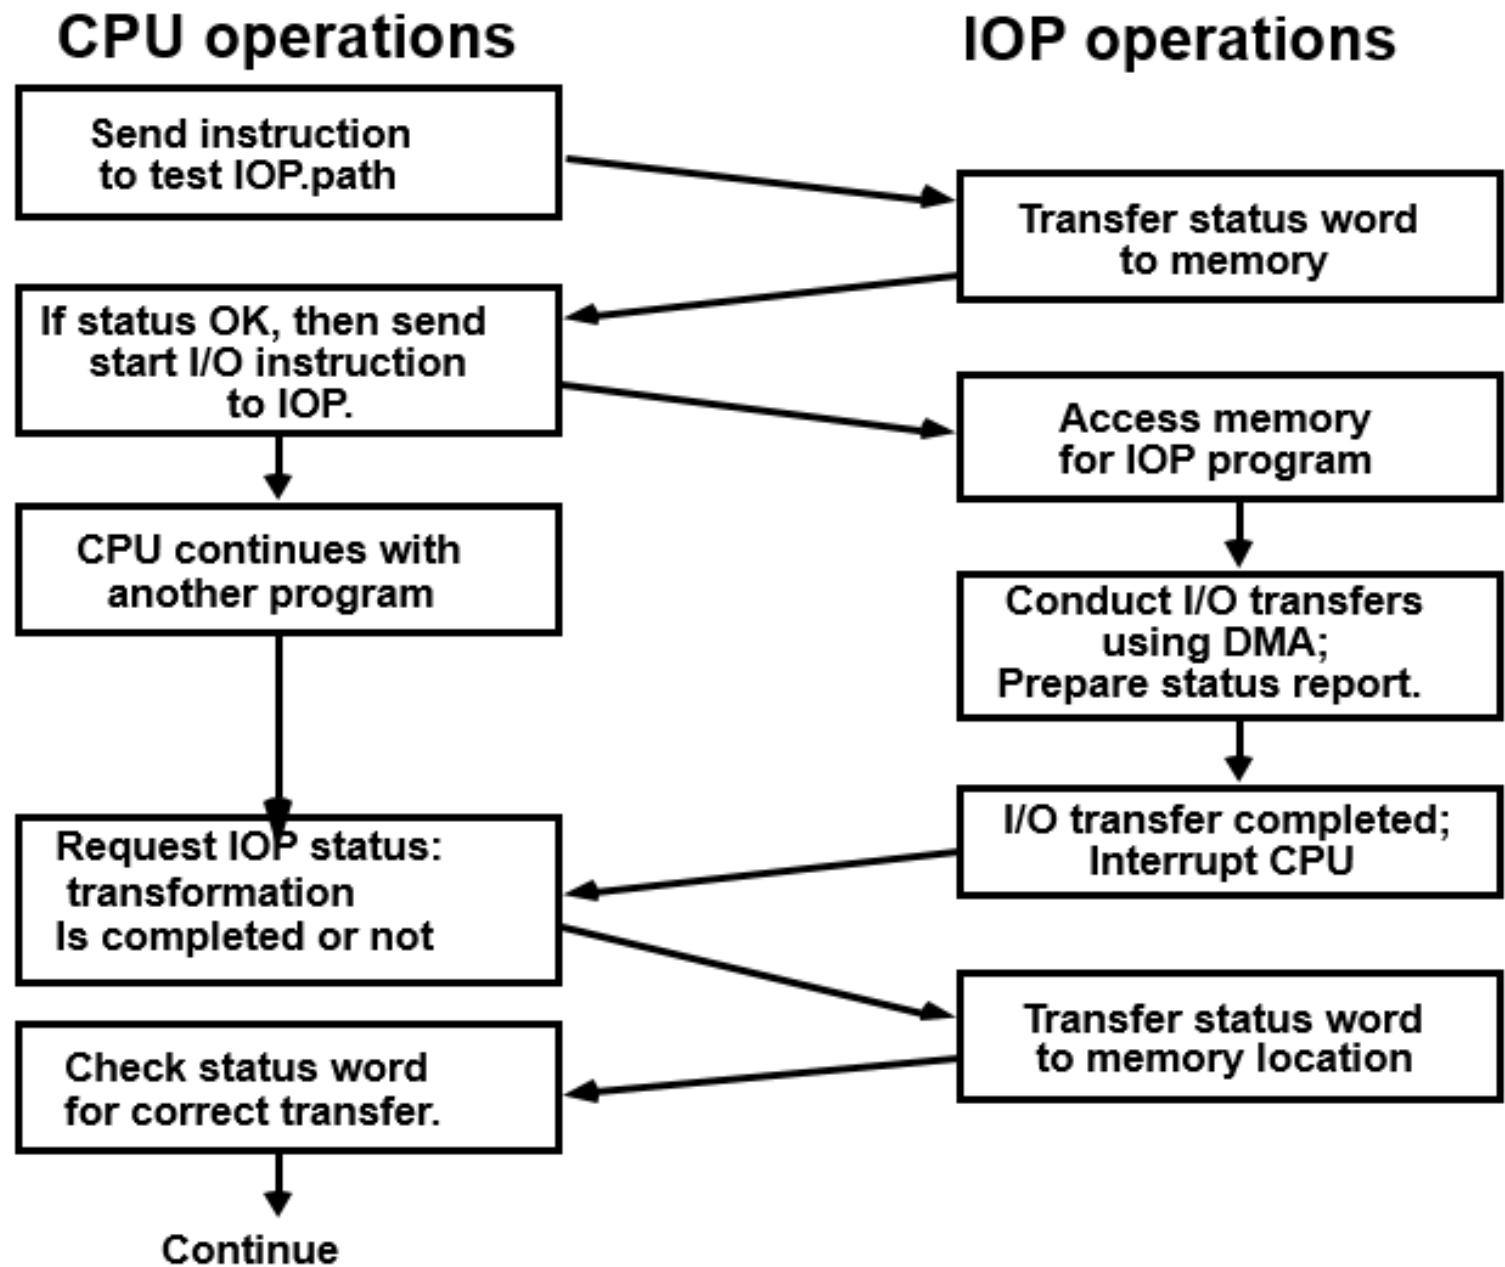 CPU operations
IOP operations
Send instruction
to test IOP.path
Transfer status word
to memory
If status OK, then send
start I/O instruction
to IOP.
Access memory
for IOP program
CPU continues with
another program
Conduct I/O transfers
using DMA;
Prepare status report.
I/O transfer completed;
Interrupt CPU
Request IOP status:
transformation
Is completed or not
Transfer status word
to memory location
Check status word
for correct transfer.
Continue